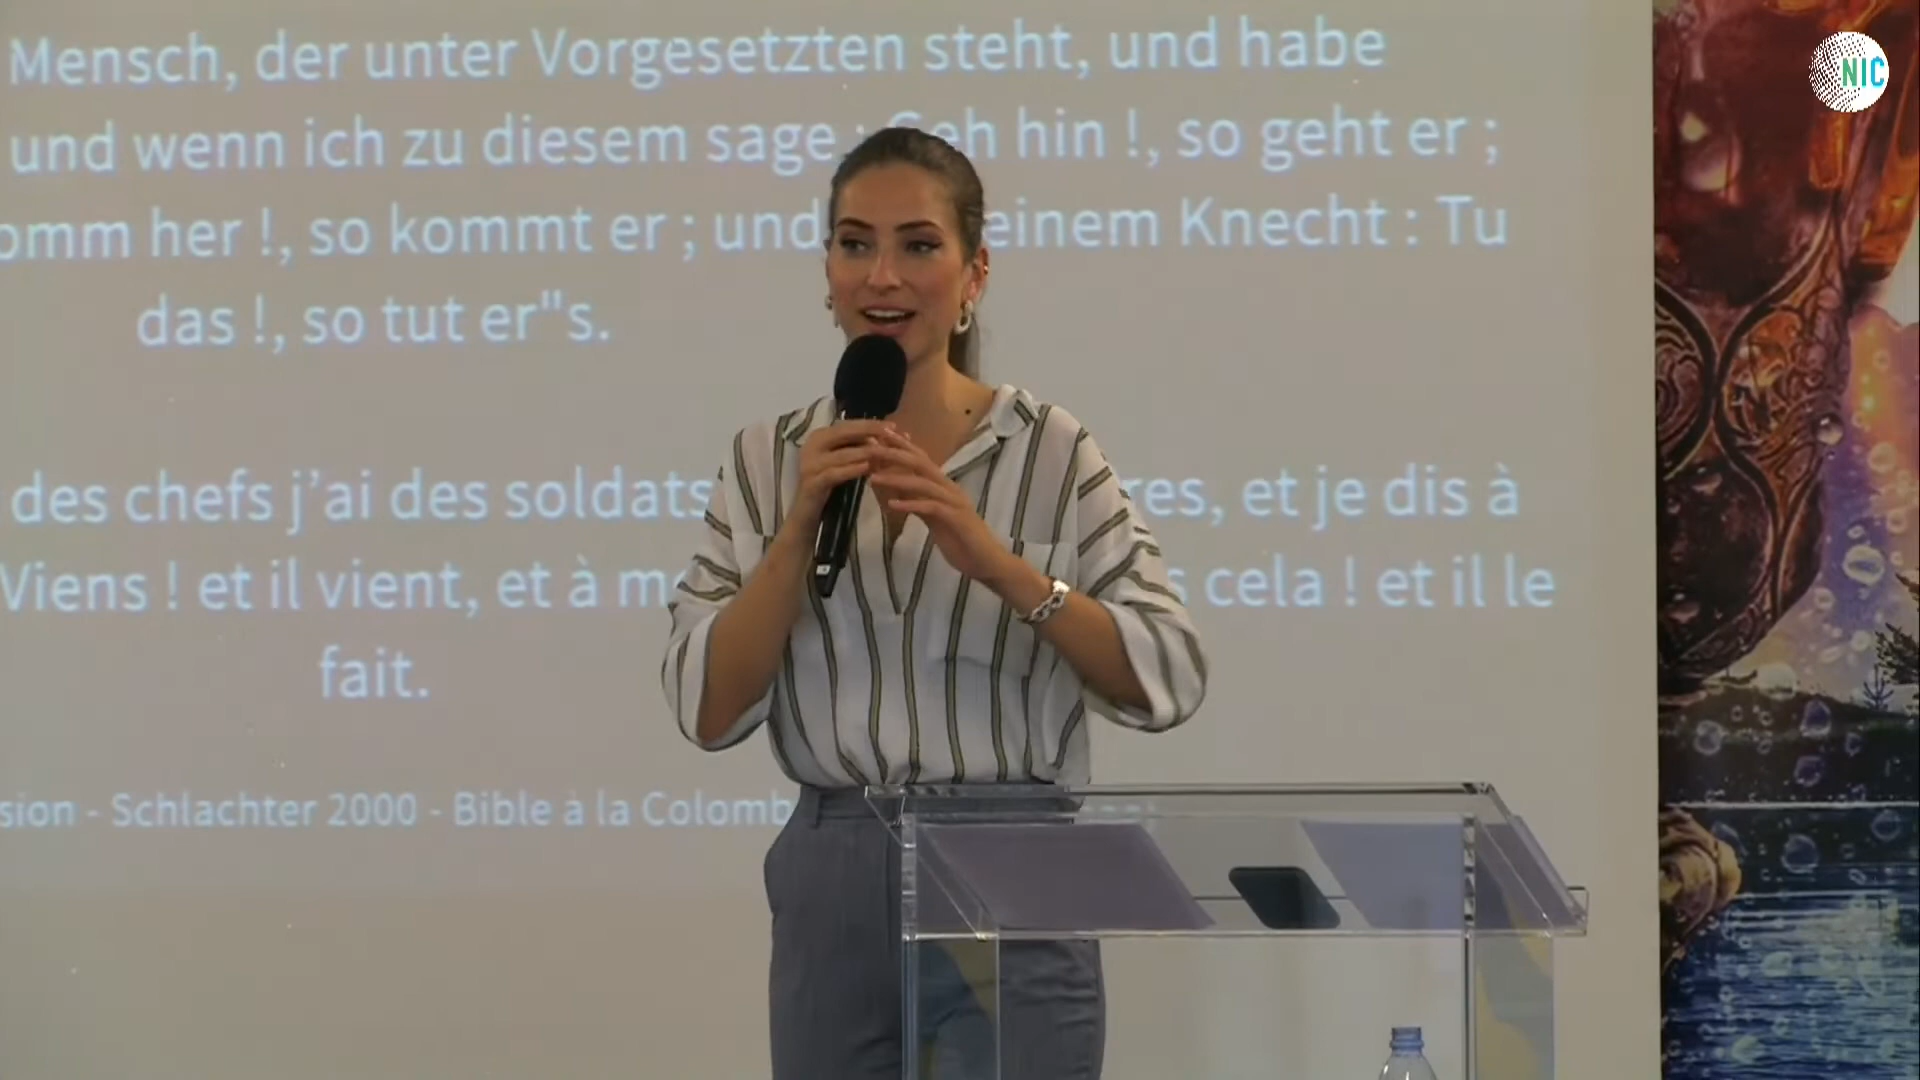 Mensch, der unter Vorgesetzten steht, und habe
und wenn ich zu diesem sage : Geh hin !, so geht er ;
omm her !, so kommt er ; und einem Knecht : Tu
das !, so tut er"s.
des chefs j'ai des soldats res, et je dis à
Viens ! et il vient, et à m s cela ! et il le
fait.
sion - Schlachter 2000 - Bible à la Colomb
NIC